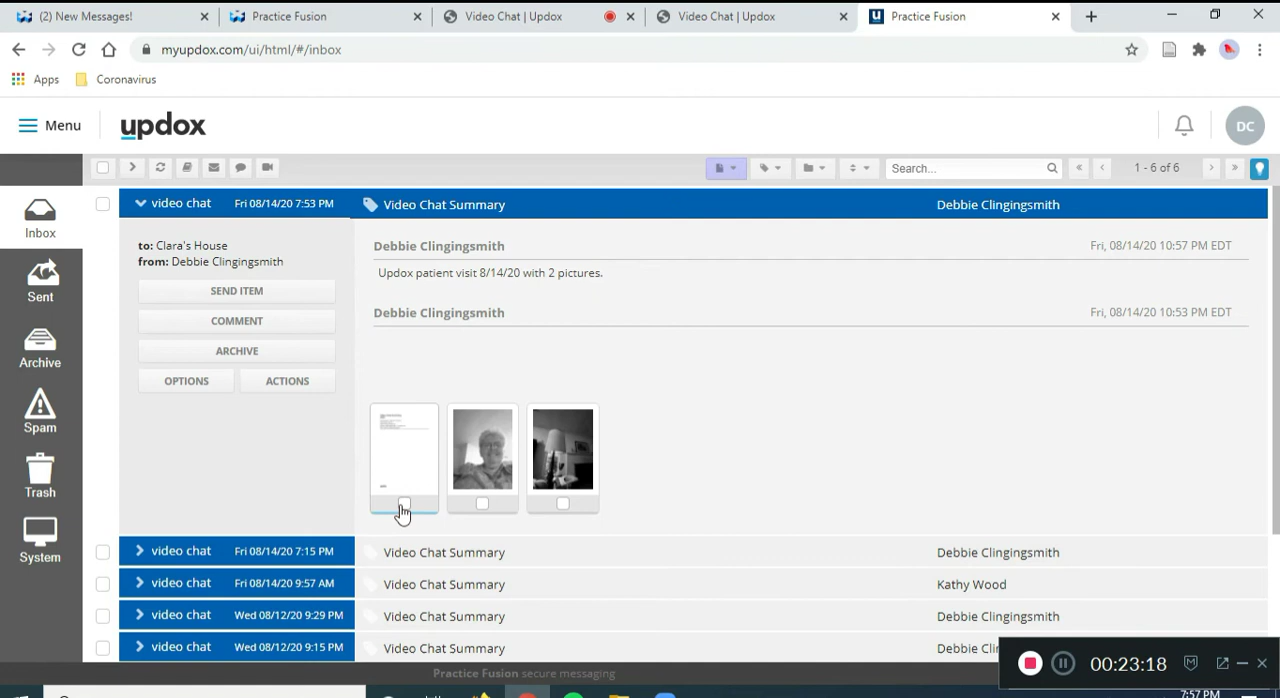 (2) New Messages!
Practice Fusion
Video Chat | Updox
Video Chat | Updox
Practice Fusion
myupdox.com/ui/html/#/inbox
Apps
Coronavirus
Menu
updox
DC
Search...
1 - 6 of 6
Inbox
Sent
Archive
Spam
Trash
System
video chat Fri 08/14/20 7:53 PM Video Chat Summary Debbie Clingingsmith
to: Clara's House
from: Debbie Clingingsmith
SEND ITEM
COMMENT
ARCHIVE
OPTIONS ACTIONS
Debbie Clingingsmith Fri, 08/14/20 10:57 PM EDT
Updox patient visit 8/14/20 with 2 pictures.
Debbie Clingingsmith Fri, 08/14/20 10:53 PM EDT
video chat Fri 08/14/20 7:15 PM Video Chat Summary Debbie Clingingsmith
video chat Fri 08/14/20 9:57 AM Video Chat Summary Kathy Wood
video chat Wed 08/12/20 9:29 PM Video Chat Summary Debbie Clingingsmith
video chat Wed 08/12/20 9:15 PM Video Chat Summary Debbie
Practice Fusion secure messaging
00:23:18
7:57 PM